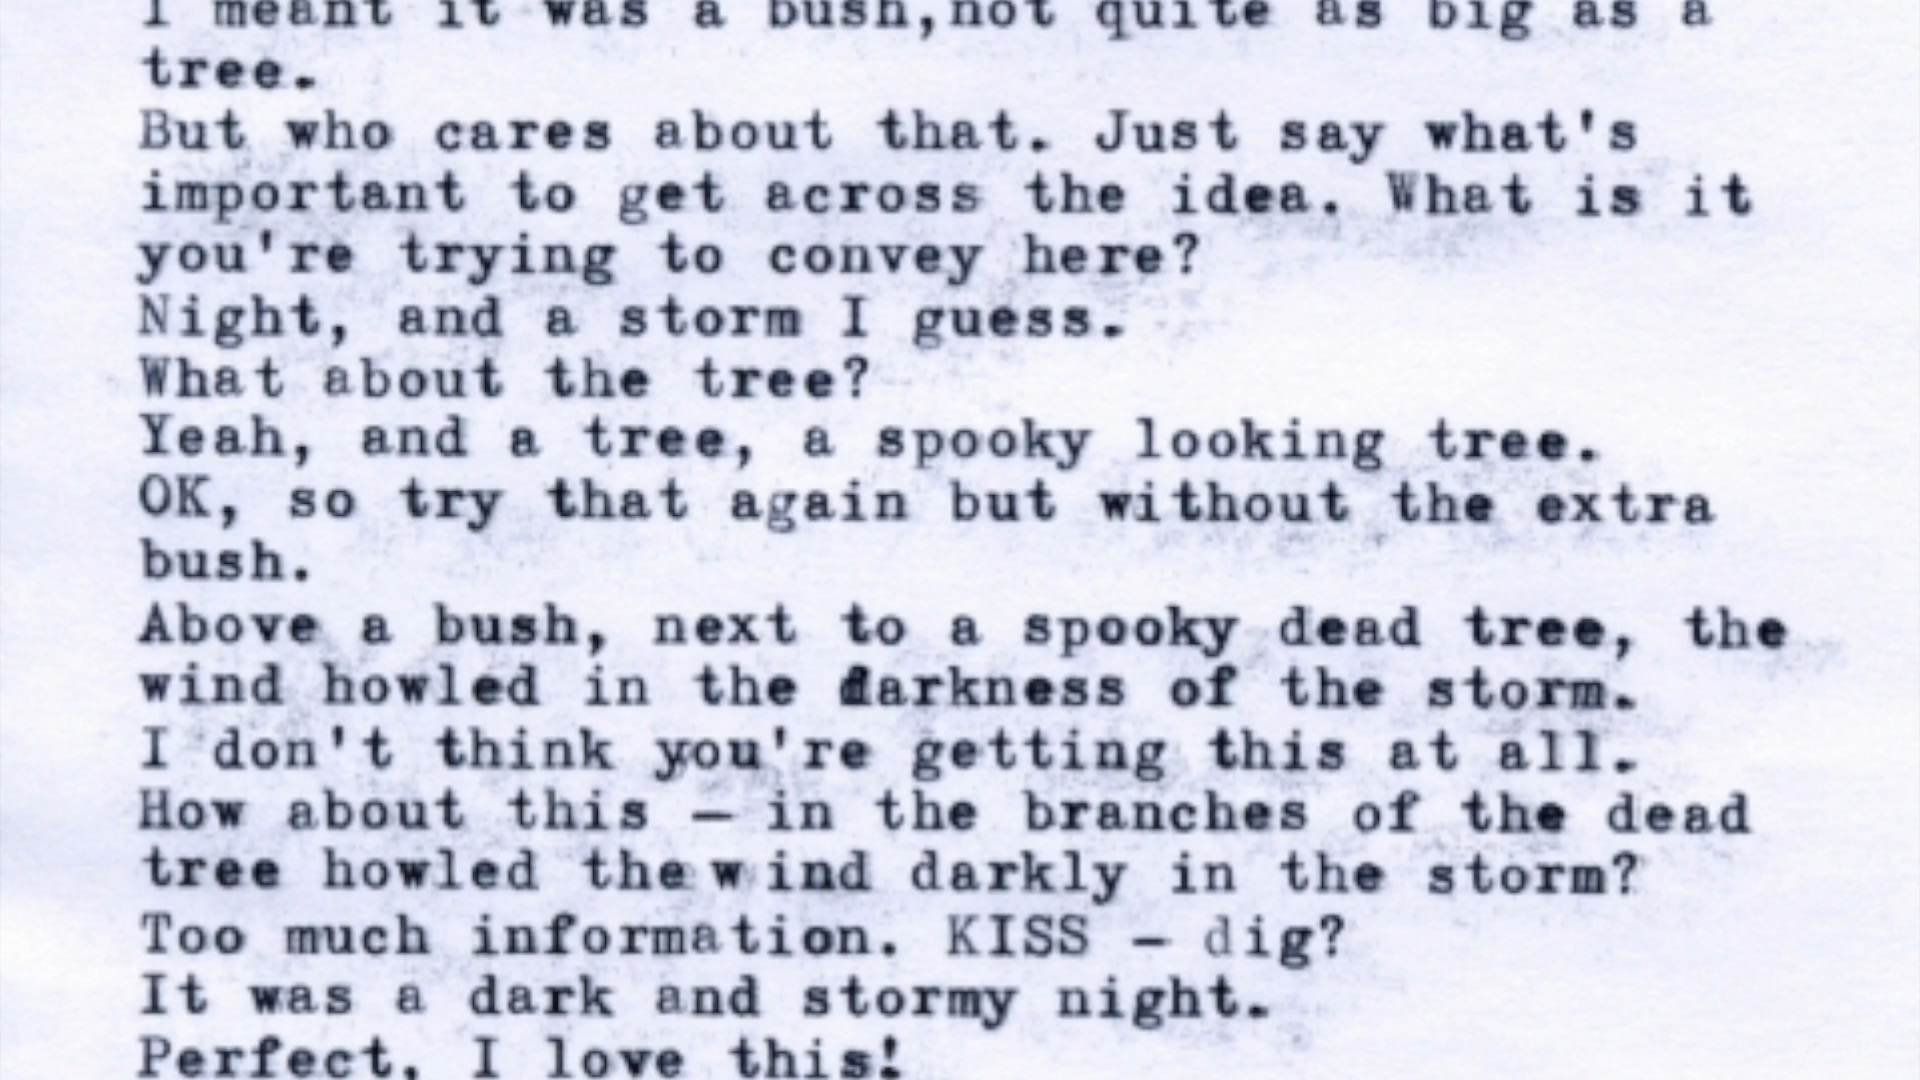 I meant it was a bush,not quite as big as a
tree.
But who cares about that. Just say what's
important to get across the idea. What is it
you're trying to convey here?
Night, and a storm I guess.
What about the tree?
Yeah, and a tree, a spooky looking tree.
OK, so try that again but without the extra
bush.
Above a bush, next to a spooky dead tree, the
wind howled in the darkness of the storm.
I don't think you're getting this at all.
How about this – in the branches of the dead
tree howled the wind darkly in the storm?
Too much information. KISS – dig?
It was a dark and stormy night.
Perfect, I love this!